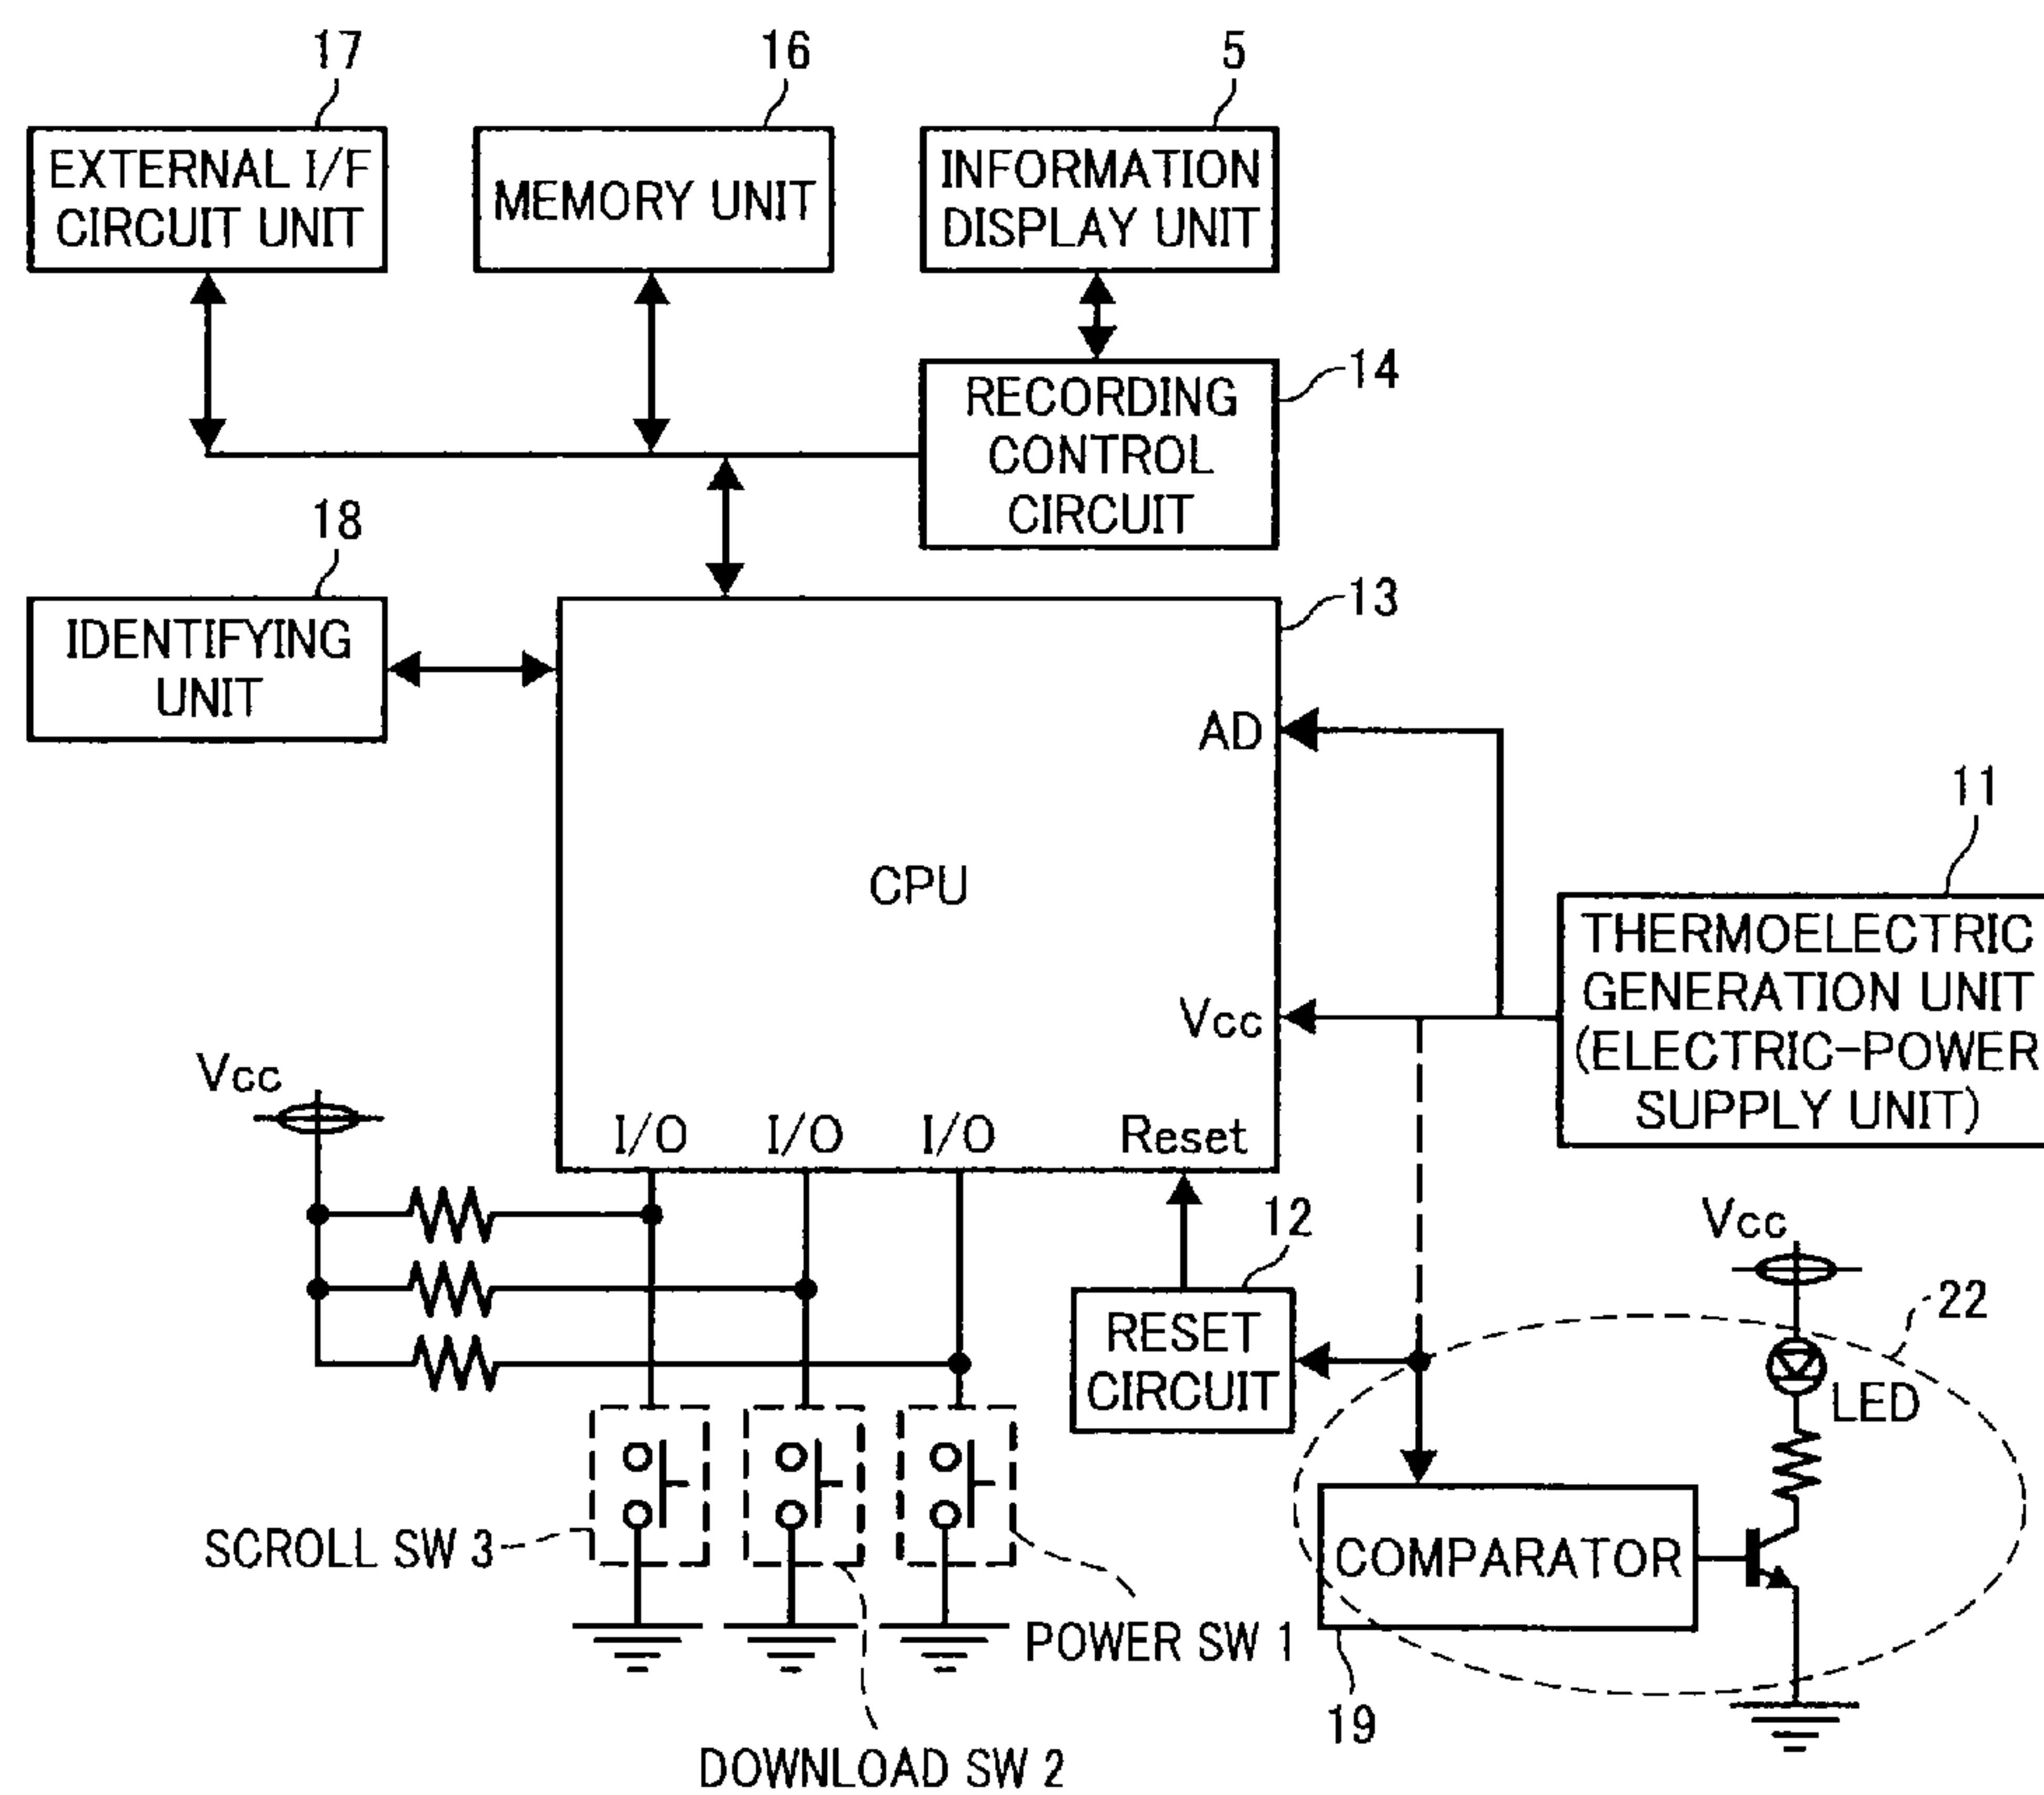 17
16
5
EXTERNAL I/F
CIRCUIT UNIT
MEMORY UNIT
INFORMATION
DISPLAY UNIT
14
RECORDING
CONTROL
CIRCUIT
18
13
IDENTIFYING
UNIT
AD
11
CPU
THERMOELECTRIC
GENERATION UNIT
(ELECTRIC-POWER
SUPPLY UNIT)
Vcc
Vcc
I/O
I/O
I/O
Reset
12
Vcc
22
RESET
CIRCUIT
LED
SCROLL SW 3
COMPARATOR
POWER SW 1
19
DOWNLOAD SW 2